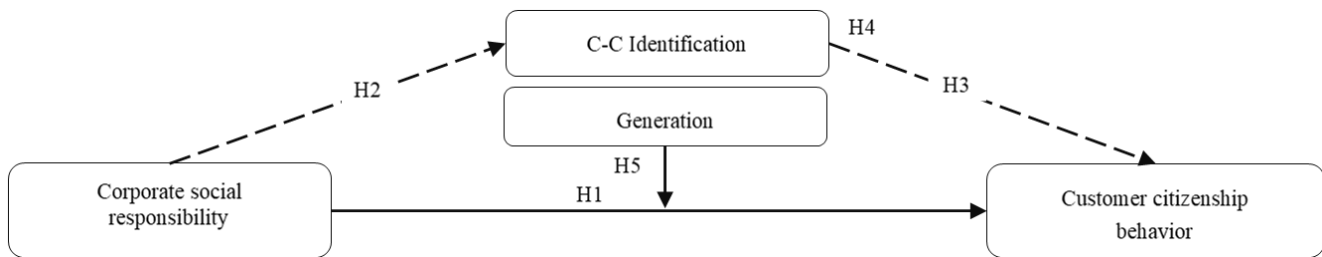 C-C Identification
H4
H2
H3
Generation
H5
Corporate social
responsibility
H1
Customer citizenship
behavior